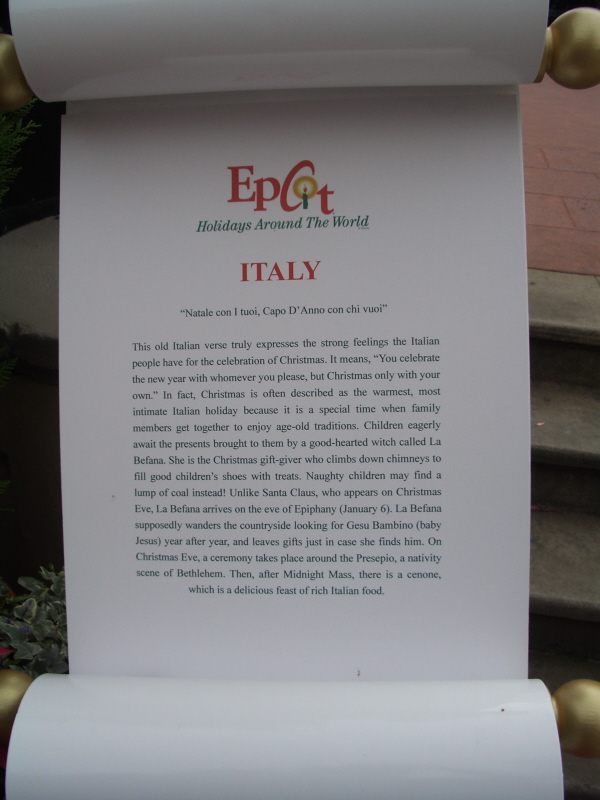 Epcot
Holidays Around The World
ITALY
“Natale con I tuoi, Capo D’Anno con chi vuoi”
This old Italian verse truly expresses the strong feelings the Italian
people have for the celebration of Christmas. It means, “You celebrate
the new year with whomever you please, but Christmas only with your
own.” In fact, Christmas is often described as the warmest, most
intimate Italian holiday because it is a special time when family
members get together to enjoy age-old traditions. Children eagerly
await the presents brought to them by a good-hearted witch called La
Befana. She is the Christmas gift-giver who climbs down chimneys to
fill good children’s shoes with treats. Naughty children may find a
lump of coal instead! Unlike Santa Claus, who appears on Christmas
Eve, La Befana arrives on the eve of Epiphany (January 6). La Befana
supposedly wanders the countryside looking for Gesu Bambino (baby
Jesus) year after year, and leaves gifts just in case she finds him. On
Christmas Eve, a ceremony takes place around the Presepio, a nativity
scene of Bethlehem. Then, after Midnight Mass, there is a cenone,
which is a delicious feast of rich Italian food.